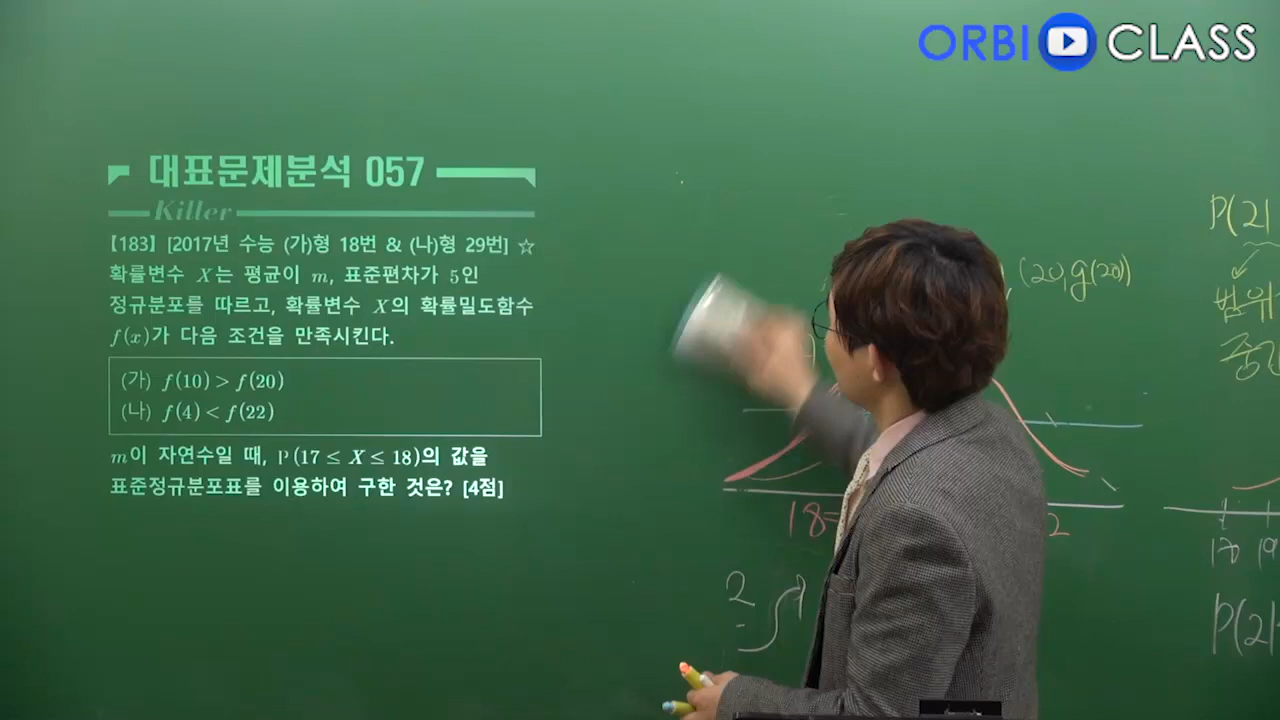 ORBI CLASS
대표문제분석 057
Killer
【183】 [2017년 수능 (가)형 18번 & (나)형 29번] ☆
확률변수 X는 평균이 m, 표준편차가 5인
정규분포를 따르고, 확률변수 X의 확률밀도함수
f(x)가 다음 조건을 만족시킨다.
(가) f(10) > f(20)
(나) f(4) < f(22)
m이 자연수일 때, P(17 ≤ X ≤ 18)의 값을
표준정규분포표를 이용하여 구한 것은? [4점]
(20, g(20))
18=
2
2
P(21
범위
P(21